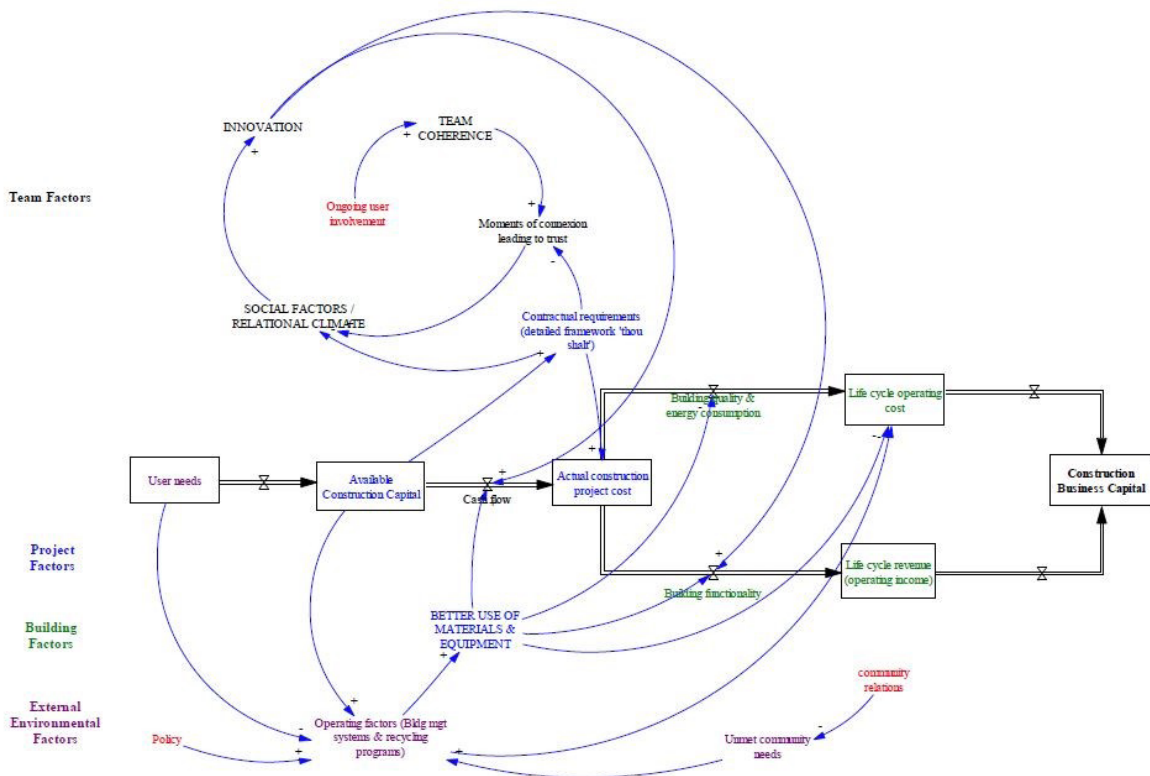 INNOVATION
TEAM
COHERENCE
Team Factors
Ongoing user
involvement
Moments of connexion
leading to trust
SOCIAL FACTORS /
RELATIONAL CLIMATE
Contractual requirements
(detailed framework 'thou
shalt')
Building quality &
energy consumption
Life cycle operating
cost
User needs
Available
Construction Capital
Cash flow
Actual construction
project cost
Construction
Business Capital
Project
Factors
Life cycle revenue
(operating income)
Building functionality
Building
Factors
BETTER USE OF
MATERIALS &
EQUIPMENT
community
relations
External
Environmental
Factors
Operating factors (Bldg mgt
systems & recycling
programs)
Policy
Unmet community
needs